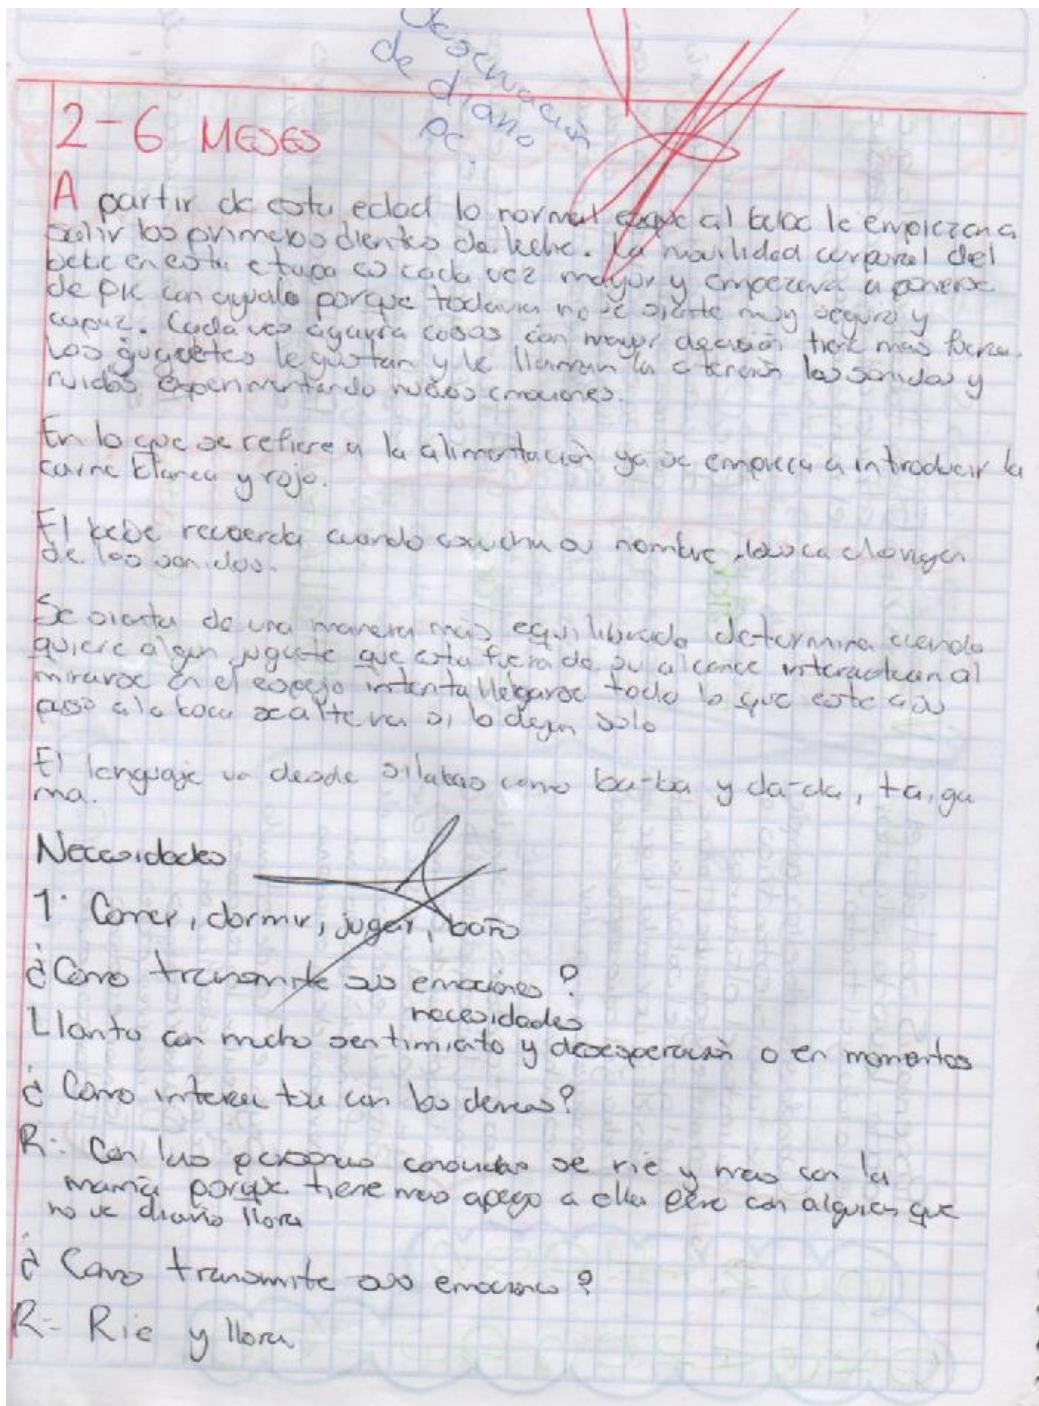 Observación
de diario
pc.
2-6 MESES
A partir de esta edad lo normal esque al bebe le empiezan a
salir los primeros dientes de leche. La movilidad corporal del
bebe en esta etapa es cada vez mayor y empezara a ponerse
de pie con ayuda porque todavia no se siente muy seguro y
capaz. Cada ves agarra cosas con mayor decisión tiene mas fuerza.
Los juguetes le gustan y le llaman la atención los sonidos y
ruidos experimentando nuevas emociones.
En lo que se refiere a la alimentación ya se empieza a introducir la
carne blanca y roja.
El bebe recuerda cuando escucha su nombre, busca el origen
de los sonidos.
Se sienta de una manera más equilibrada determina cuando
quiere algun juguete que esta fuera de su alcance interactuan al
mirarse en el espejo intenta llebarse todo lo que este a su
paso a la boca se altera si lo dejan solo
El lenguaje va desde silabas como ba-ba y da-da, ta, ga
ma.
Necesidades
1. Comer, dormir, jugar, baño
¿Como transmite sus emociones?
necesidades
Llanto con mucho sentimiento y desesperación o en momentos
¿Como interactua con los demas?
R- Con las personas conocidas se rie y mas con la
mamá porque tiene mas apego a ella pero con alguien que
no ve diario llora
¿Como transmite sus emociones?
R- Rie y llora